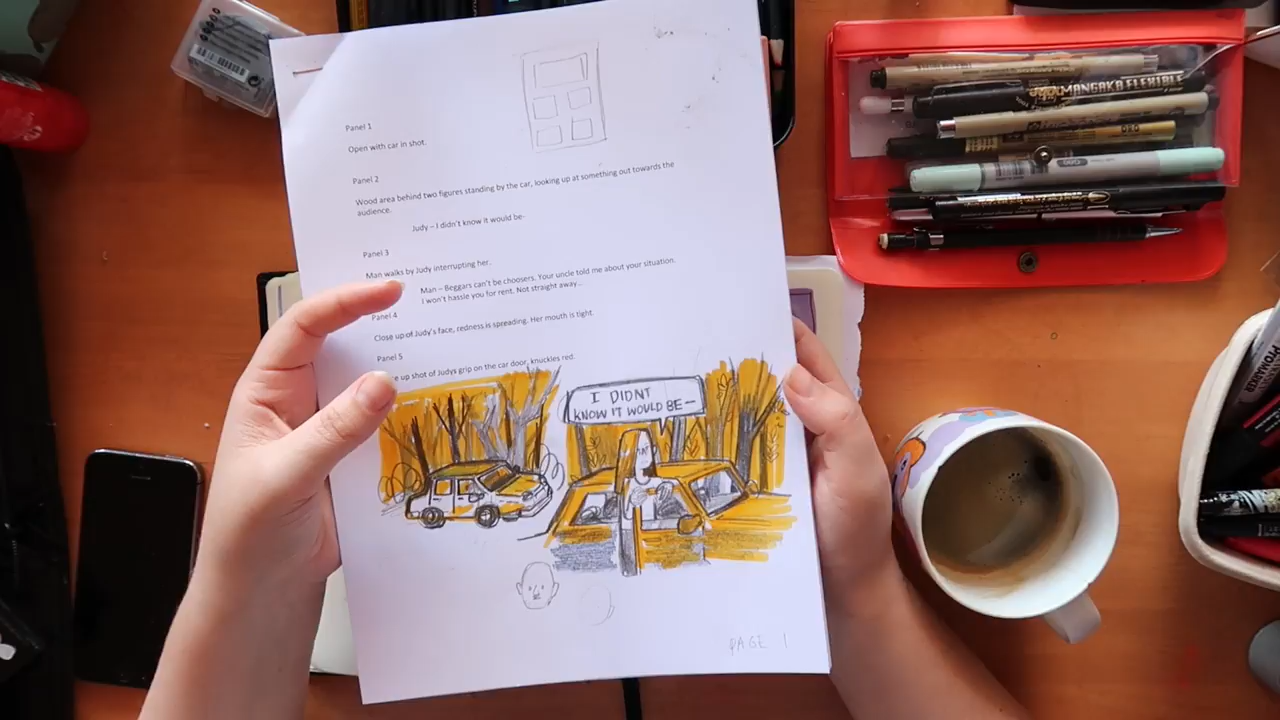 Panel 1
Open with car in shot.
Panel 2
Wood area behind two figures standing by the car, looking up at something out towards the
audience.
Judy – I didn't know it would be-
Panel 3
Man walks by Judy interrupting her.
Man – Beggars can't be choosers. Your uncle told me about your situation.
I won't hassle you for rent. Not straight away..
Panel 4
Close up of Judy's face, redness is spreading. Her mouth is tight.
Panel 5
up shot of Judys grip on the car door, knuckles red.
I DIDNT
KNOW IT WOULD BE—
PAGE 1
MANGAKA FLEXIBLE
PROMARKER